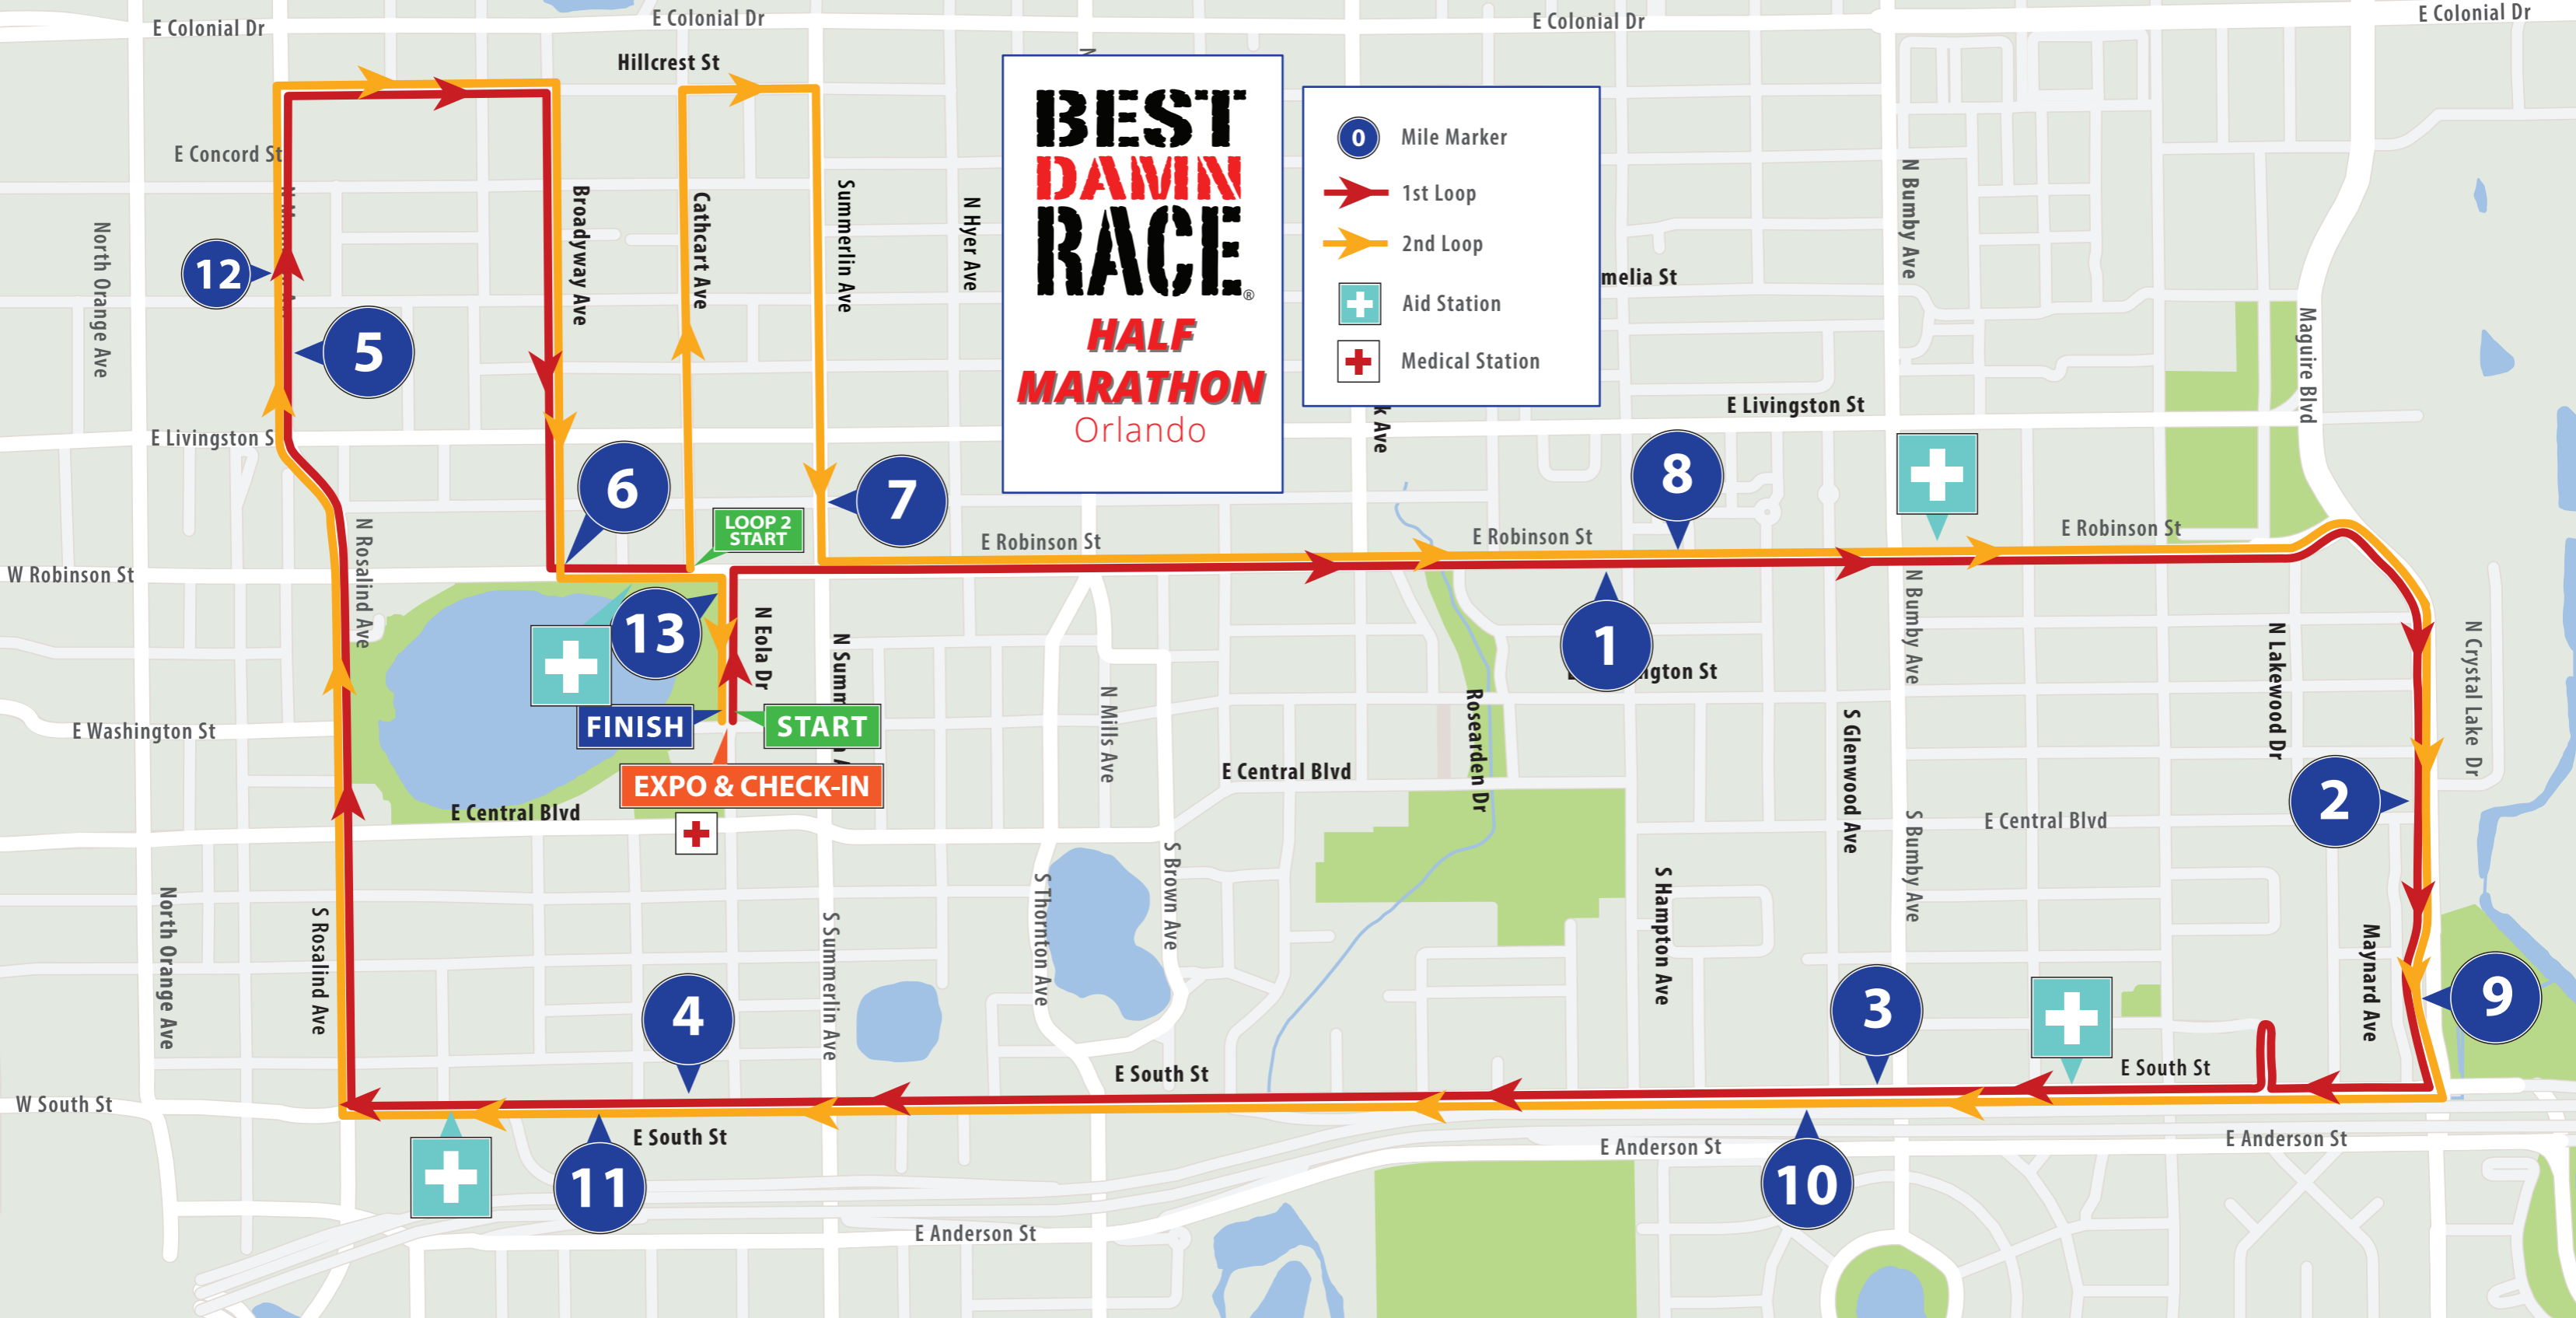 E Colonial Dr
E Colonial Dr
E Colonial Dr
E Colonial Dr
Hillcrest St
BEST
DAMN
RACE®
HALF
MARATHON
Orlando
0 Mile Marker
1st Loop
2nd Loop
Aid Station
Medical Station
E Concord St
North Orange Ave
Broadyway Ave
Cathcart Ave
Summerlin Ave
N Hyer Ave
N Bumby Ave
melia St
Maguire Blvd
12
5
E Livingston S
k Ave
E Livingston St
6
LOOP 2
START
7
8
E Robinson St
E Robinson St
E Robinson St
W Robinson St
N Rosalind Ave
13
N Eola Dr
1
ngton St
N Bumby Ave
N Lakewood Dr
N Crystal Lake Dr
N Mills Ave
Rosearden Dr
S Glenwood Ave
E Washington St
FINISH
START
EXPO & CHECK-IN
E Central Blvd
E Central Blvd
E Central Blvd
2
North Orange Ave
S Rosalind Ave
S Summerlin Ave
S Thornton Ave
S Brown Ave
S Hampton Ave
S Bumby Ave
Maynard Ave
4
3
9
E South St
E South St
W South St
E South St
11
10
E Anderson St
E Anderson St
E Anderson St